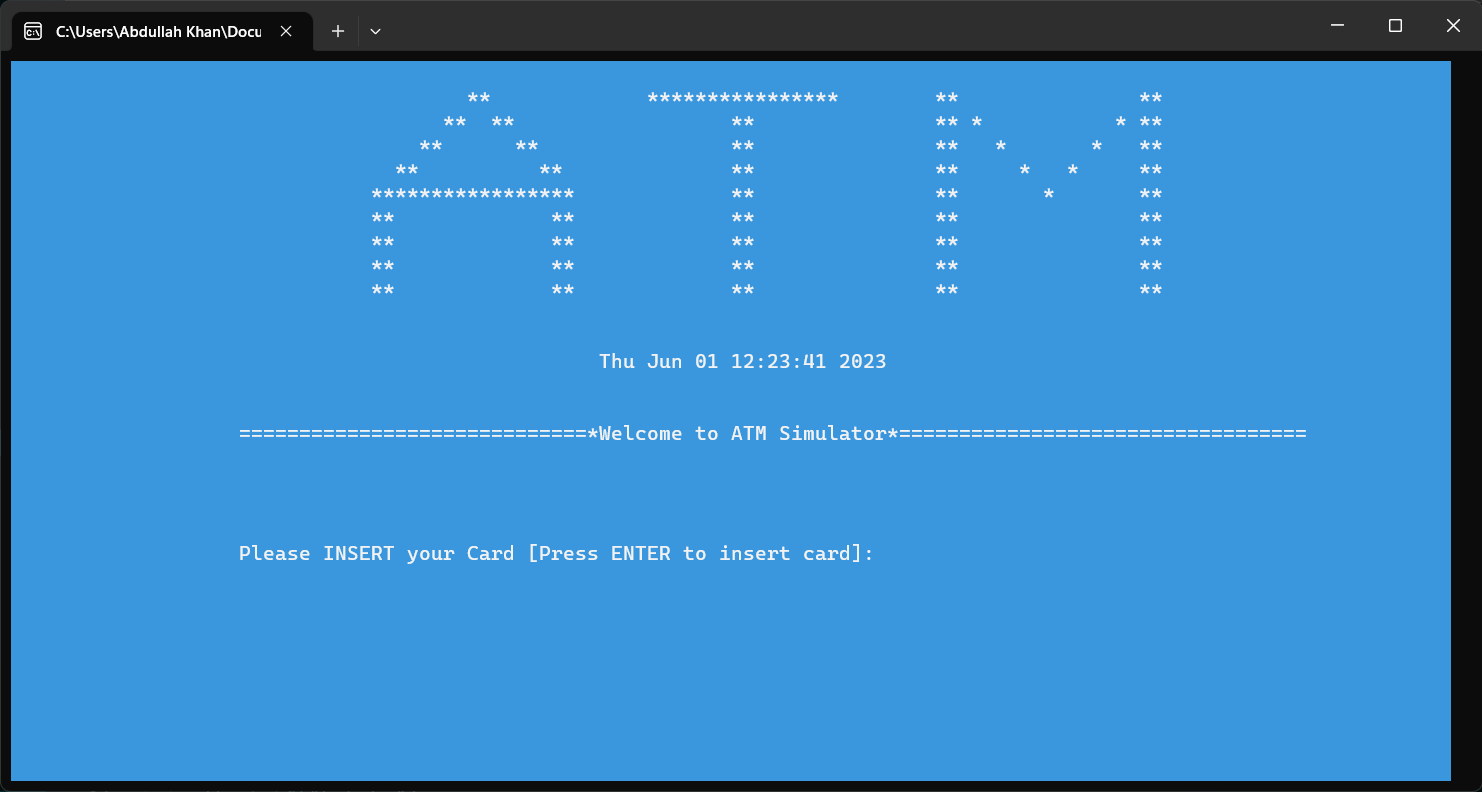 C:\Users\Abdullah Khan\Docu
        **             ****************        **               **
      **  **                  **               ** *           * **
    **      **                **               **   *       *   **
  **          **              **               **     *   *     **
*****************             **               **       *       **
**             **             **               **               **
**             **             **               **               **
**             **             **               **               **
**             **             **               **               **
Thu Jun 01 12:23:41 2023
=============================*Welcome to ATM Simulator*==================================
Please INSERT your Card [Press ENTER to insert card]: